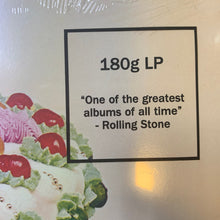 180g LP
“One of the greatest
albums of all time”
- Rolling Stone